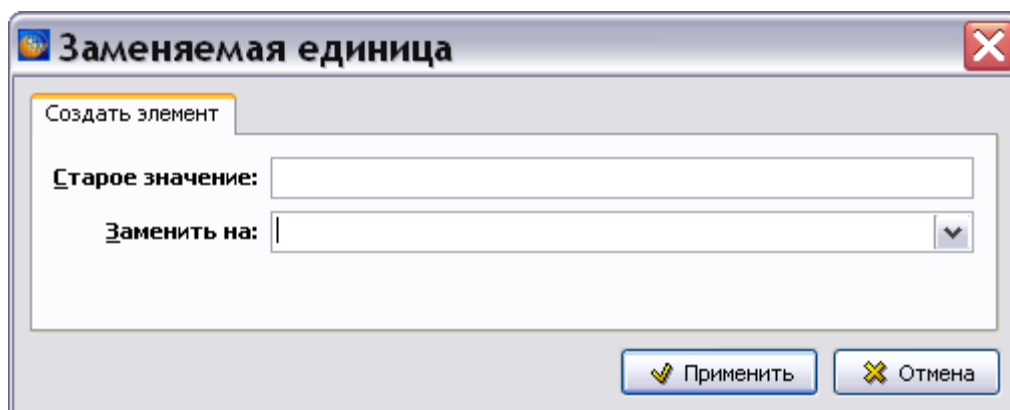 Заменяемая единица
Создать элемент
Старое значение:
Заменить на:
Применить Отмена